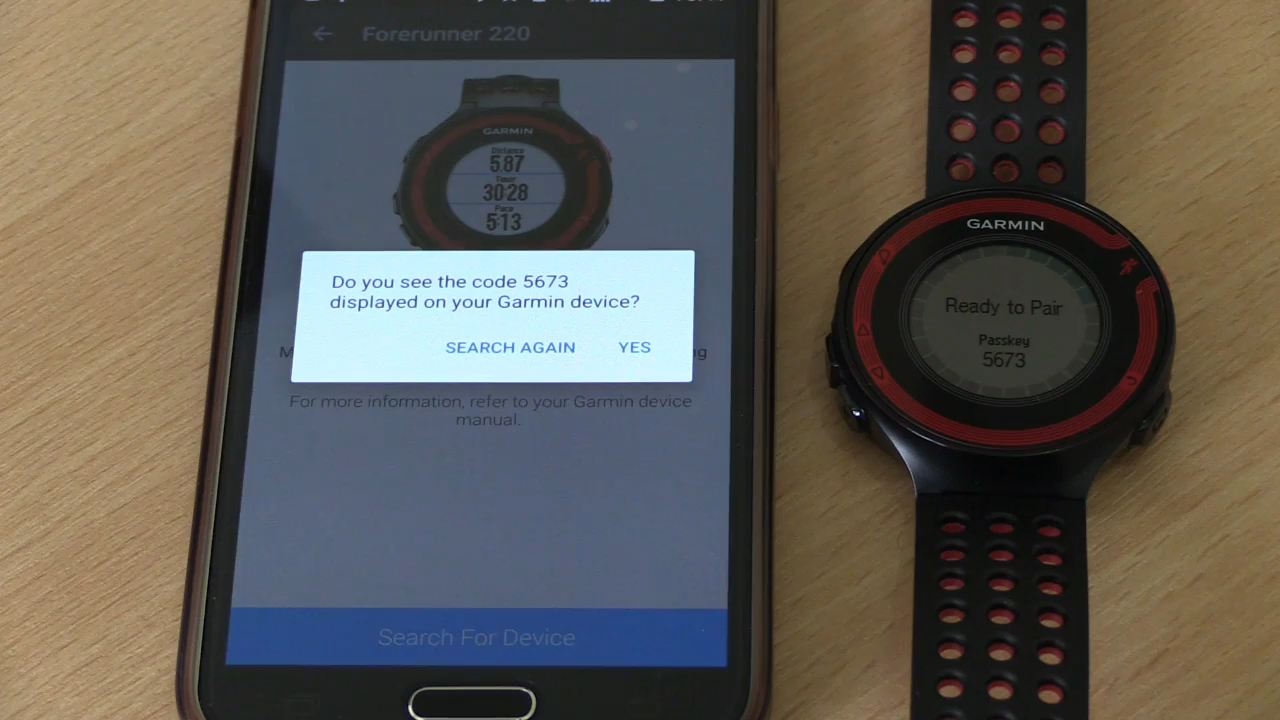 Forerunner 220
GARMIN
Distance
5.87
Timer
30:28
Pace
5:13
Do you see the code 5673
displayed on your Garmin device?
SEARCH AGAIN YES
For more information, refer to your Garmin device
manual.
Search For Device
GARMIN
Ready to Pair
Passkey
5673